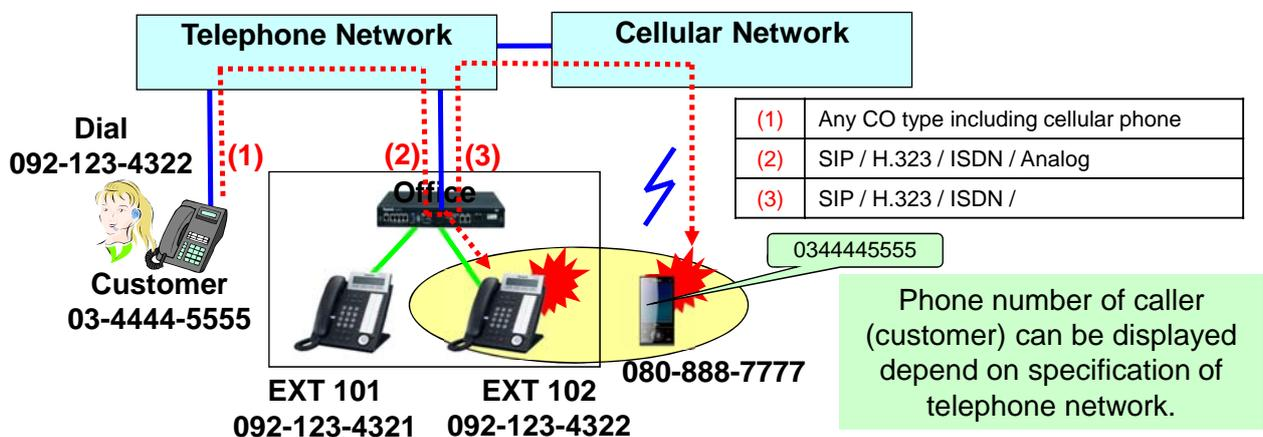 Telephone Network
Cellular Network
Dial
092-123-4322
(1)
(2)
(3)
Office
(1) Any CO type including cellular phone
(2) SIP / H.323 / ISDN / Analog
(3) SIP / H.323 / ISDN /
0344445555
Customer
03-4444-5555
EXT 101
092-123-4321
EXT 102
092-123-4322
080-888-7777
Phone number of caller
(customer) can be displayed
depend on specification of
telephone network.